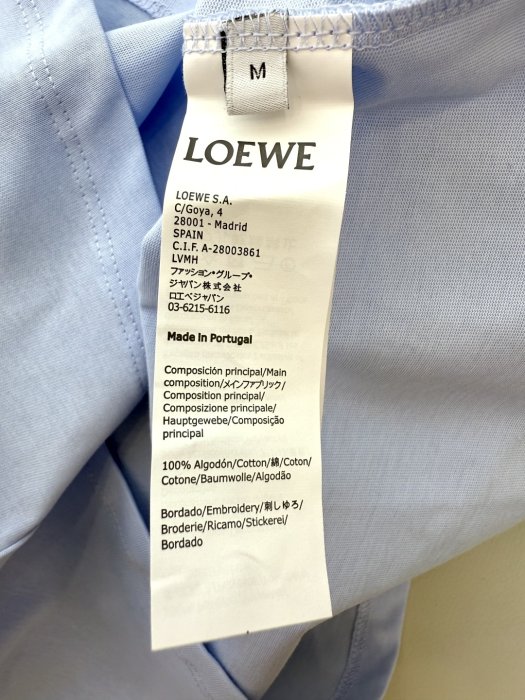 M
LOEWE
LOEWE S.A.
C/Goya, 4
28001 - Madrid
SPAIN
C.I.F. A-28003861
LVMH
ファッション・グループ・
ジャパン株式会社
ロエベジャパン
03-6215-6116
Made in Portugal
Composición principal/Main
composition/メインファブリック/
Composition principal/
Composizione principale/
Hauptgewebe/Composição
principal
100% Algodón/Cotton/綿/Coton/
Cotone/Baumwolle/Algodão
Bordado/Embroidery/刺しゆろ/
Broderie/Ricamo/Stickerei/
Bordado